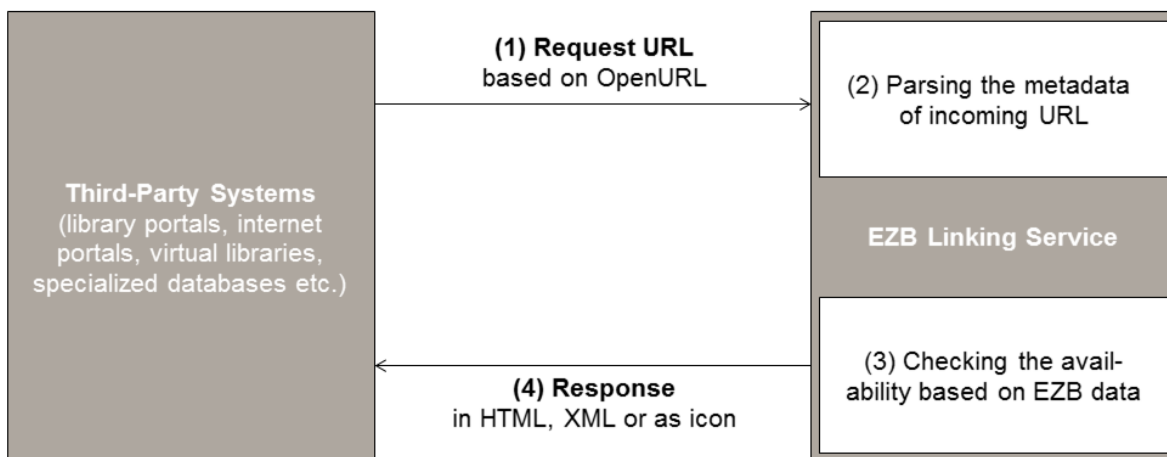 (1) Request URL
based on OpenURL
(2) Parsing the metadata
of incoming URL
Third-Party Systems
(library portals, internet
portals, virtual libraries,
specialized databases etc.)
EZB Linking Service
(3) Checking the avail-
ability based on EZB data
(4) Response
in HTML, XML or as icon